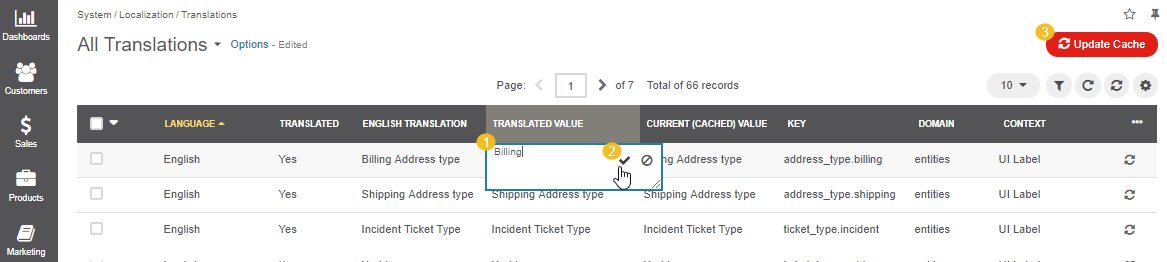 Dashboards
Customers
Sales
Products
Marketing
System / Localization / Translations
All Translations Options - Edited
3 Update Cache
Page: 1 of 7 Total of 66 records
10
LANGUAGE TRANSLATED ENGLISH TRANSLATION TRANSLATED VALUE CURRENT (CACHED) VALUE KEY DOMAIN CONTEXT
English Yes Billing Address type 1 Billing 2 ng Address type address_type.billing entities UI Label
English Yes Shipping Address type Shipping Address type Shipping Address type address_type.shipping entities UI Label
English Yes Incident Ticket Type Incident Ticket Type Incident Ticket Type ticket_type.incident entities UI Label